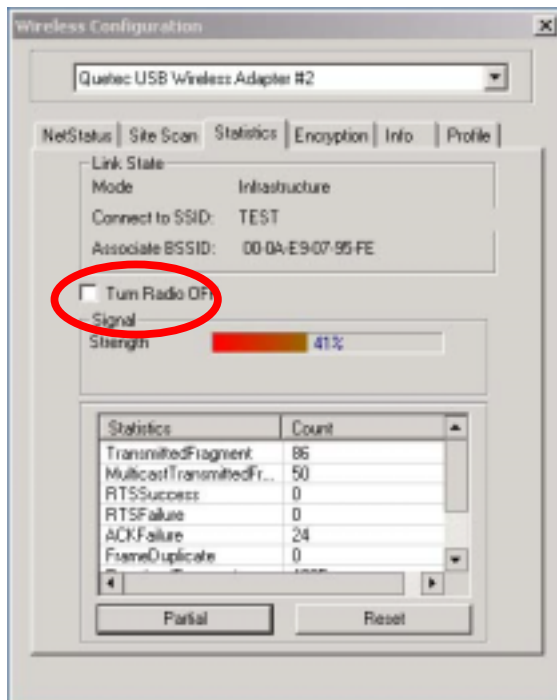 Wireless Configuration
Quetec USB Wireless Adapter #2
NetStatus Site Scan Statistics Encryption Info Profile
Link State
Mode Infrastructure
Connect to SSID: TEST
Associate BSSID: 00-0A-E9-07-95-FE
Turn Radio OFF
Signal
Strength 41%
Statistics Count
TransmittedFragment 86
MulticastTransmittedFr... 50
RTSSuccess 0
RTSFailure 0
ACKFailure 24
FrameDuplicate 0
Partial Reset